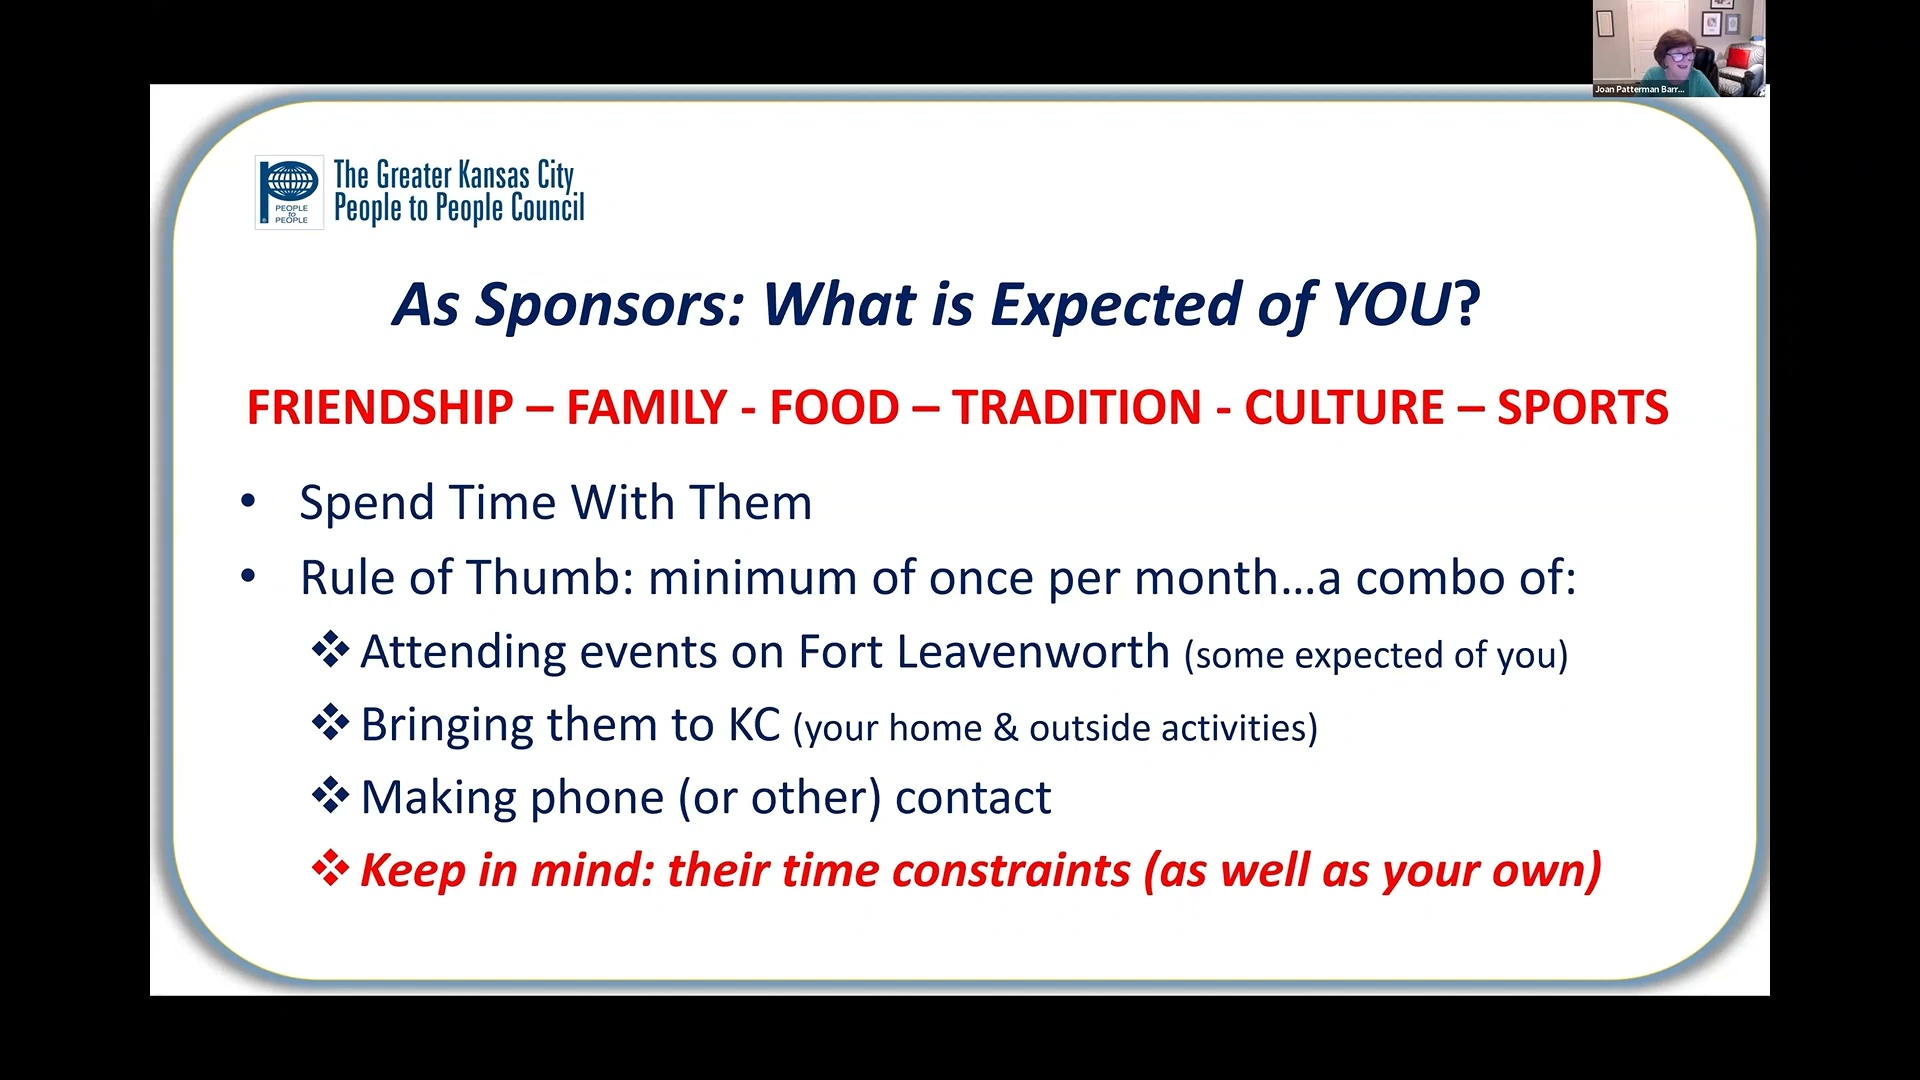 Joan Patterman Barr...
PEOPLE
to
PEOPLE
The Greater Kansas City
People to People Council
As Sponsors: What is Expected of YOU?
FRIENDSHIP – FAMILY - FOOD – TRADITION - CULTURE – SPORTS
• Spend Time With Them
• Rule of Thumb: minimum of once per month...a combo of:
❖ Attending events on Fort Leavenworth (some expected of you)
❖ Bringing them to KC (your home & outside activities)
❖ Making phone (or other) contact
❖ Keep in mind: their time constraints (as well as your own)